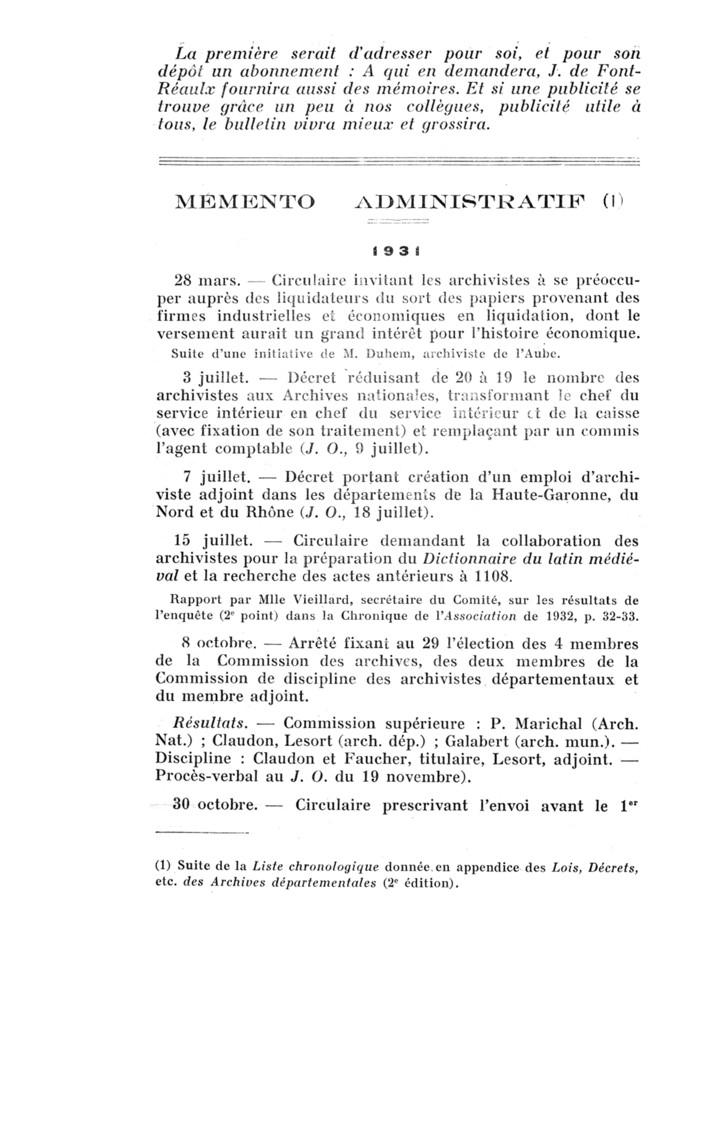 La première serait d'adresser pour soi, et pour son
dépôt un abonnement : A qui en demandera, J. de Font-
Réaulx fournira aussi des mémoires. Et si une publicité se
trouve grâce un peu à nos collègues, publicité utile à
tous, le bulletin vivra mieux et grossira.
MÉMENTO ADMINISTRATIF (1)
1931
28 mars. — Circulaire invitant les archivistes à se préoccu-
per auprès des liquidateurs du sort des papiers provenant des
firmes industrielles et économiques en liquidation, dont le
versement aurait un grand intérêt pour l'histoire économique.
Suite d'une initiative de M. Duhem, archiviste de l'Aube.
3 juillet. — Décret réduisant de 20 à 19 le nombre des
archivistes aux Archives nationales, transformant le chef du
service intérieur en chef du service intérieur et de la caisse
(avec fixation de son traitement) et remplaçant par un commis
l'agent comptable (J. O., 9 juillet).
7 juillet. — Décret portant création d'un emploi d'archi-
viste adjoint dans les départements de la Haute-Garonne, du
Nord et du Rhône (J. O., 18 juillet).
15 juillet. — Circulaire demandant la collaboration des
archivistes pour la préparation du Dictionnaire du latin médié-
val et la recherche des actes antérieurs à 1108.
Rapport par Mlle Vieillard, secrétaire du Comité, sur les résultats de
l'enquête (2e point) dans la Chronique de l'Association de 1932, p. 32-33.
8 octobre. — Arrêté fixant au 29 l'élection des 4 membres
de la Commission des archives, des deux membres de la
Commission de discipline des archivistes départementaux et
du membre adjoint.
Résultats. — Commission supérieure : P. Marichal (Arch.
Nat.) ; Claudon, Lesort (arch. dép.) ; Galabert (arch. mun.). —
Discipline : Claudon et Faucher, titulaire, Lesort, adjoint. —
Procès-verbal au J. O. du 19 novembre).
30 octobre. — Circulaire prescrivant l'envoi avant le 1er
(1) Suite de la Liste chronologique donnée en appendice des Lois, Décrets,
etc. des Archives départementales (2e édition).